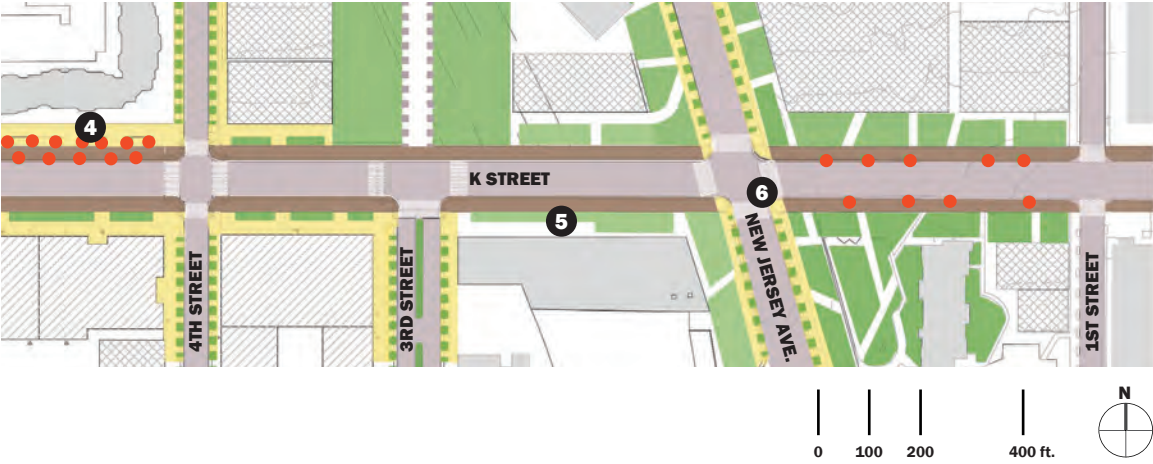 4
K STREET
6
5
4TH STREET
3RD STREET
NEW JERSEY AVE.
1ST STREET
N
0 100 200 400 ft.